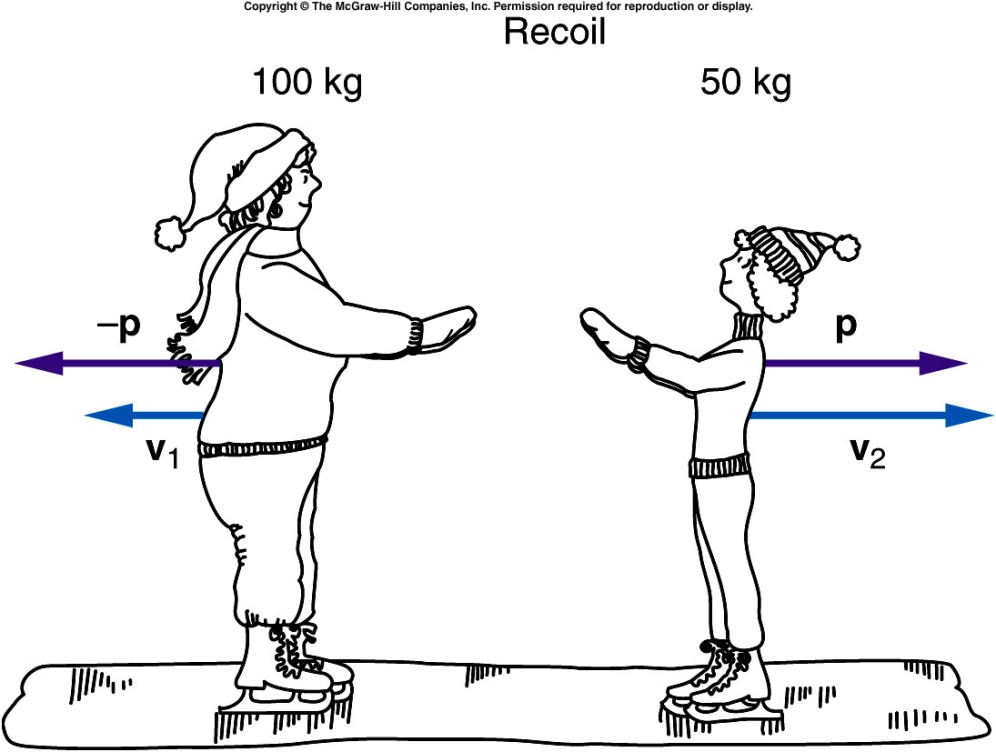 Copyright © The McGraw-Hill Companies, Inc. Permission required for reproduction or display.
Recoil
100 kg
50 kg
–p
p
v₁
v₂